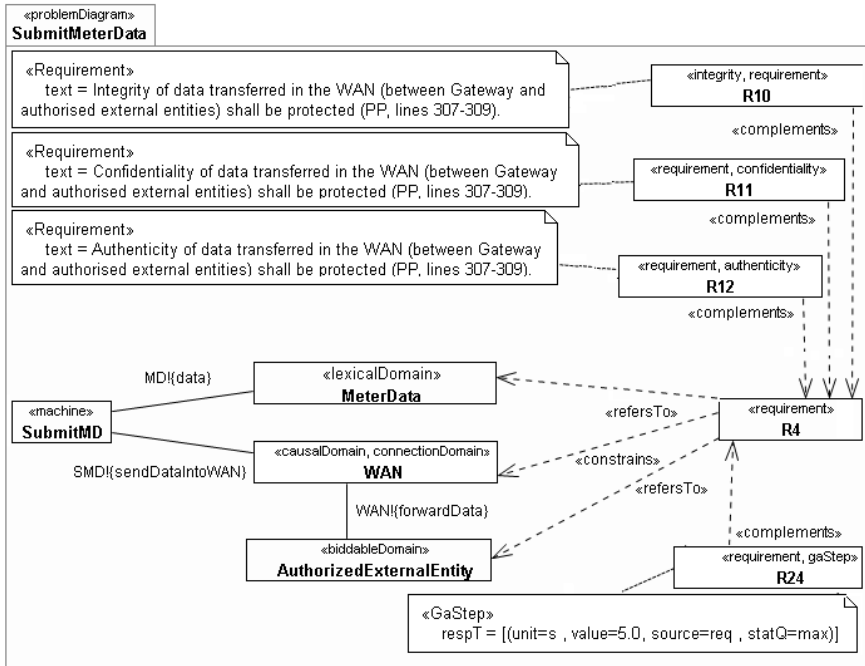 «problemDiagram»
SubmitMeterData
«Requirement»
text = Integrity of data transferred in the WAN (between Gateway and
authorised external entities) shall be protected (PP, lines 307-309).
«integrity, requirement»
R10
«complements»
«Requirement»
text = Confidentiality of data transferred in the WAN (between Gateway
and authorised external entities) shall be protected (PP, lines 307-309).
«requirement, confidentiality»
R11
«complements»
«Requirement»
text = Authenticity of data transferred in the WAN (between Gateway
and authorised external entities) shall be protected (PP, lines 307-309).
«requirement, authenticity»
R12
«complements»
MD!{data}
«lexicalDomain»
MeterData
«machine»
SubmitMD
«refersTo»
«requirement»
R4
SMD!{sendDataIntoWAN}
«causalDomain, connectionDomain»
WAN
«constrains»
«refersTo»
WAN!{forwardData}
«complements»
«biddableDomain»
AuthorizedExternalEntity
«requirement, gaStep»
R24
«GaStep»
respT = [(unit=s , value=5.0, source=req , statQ=max)]